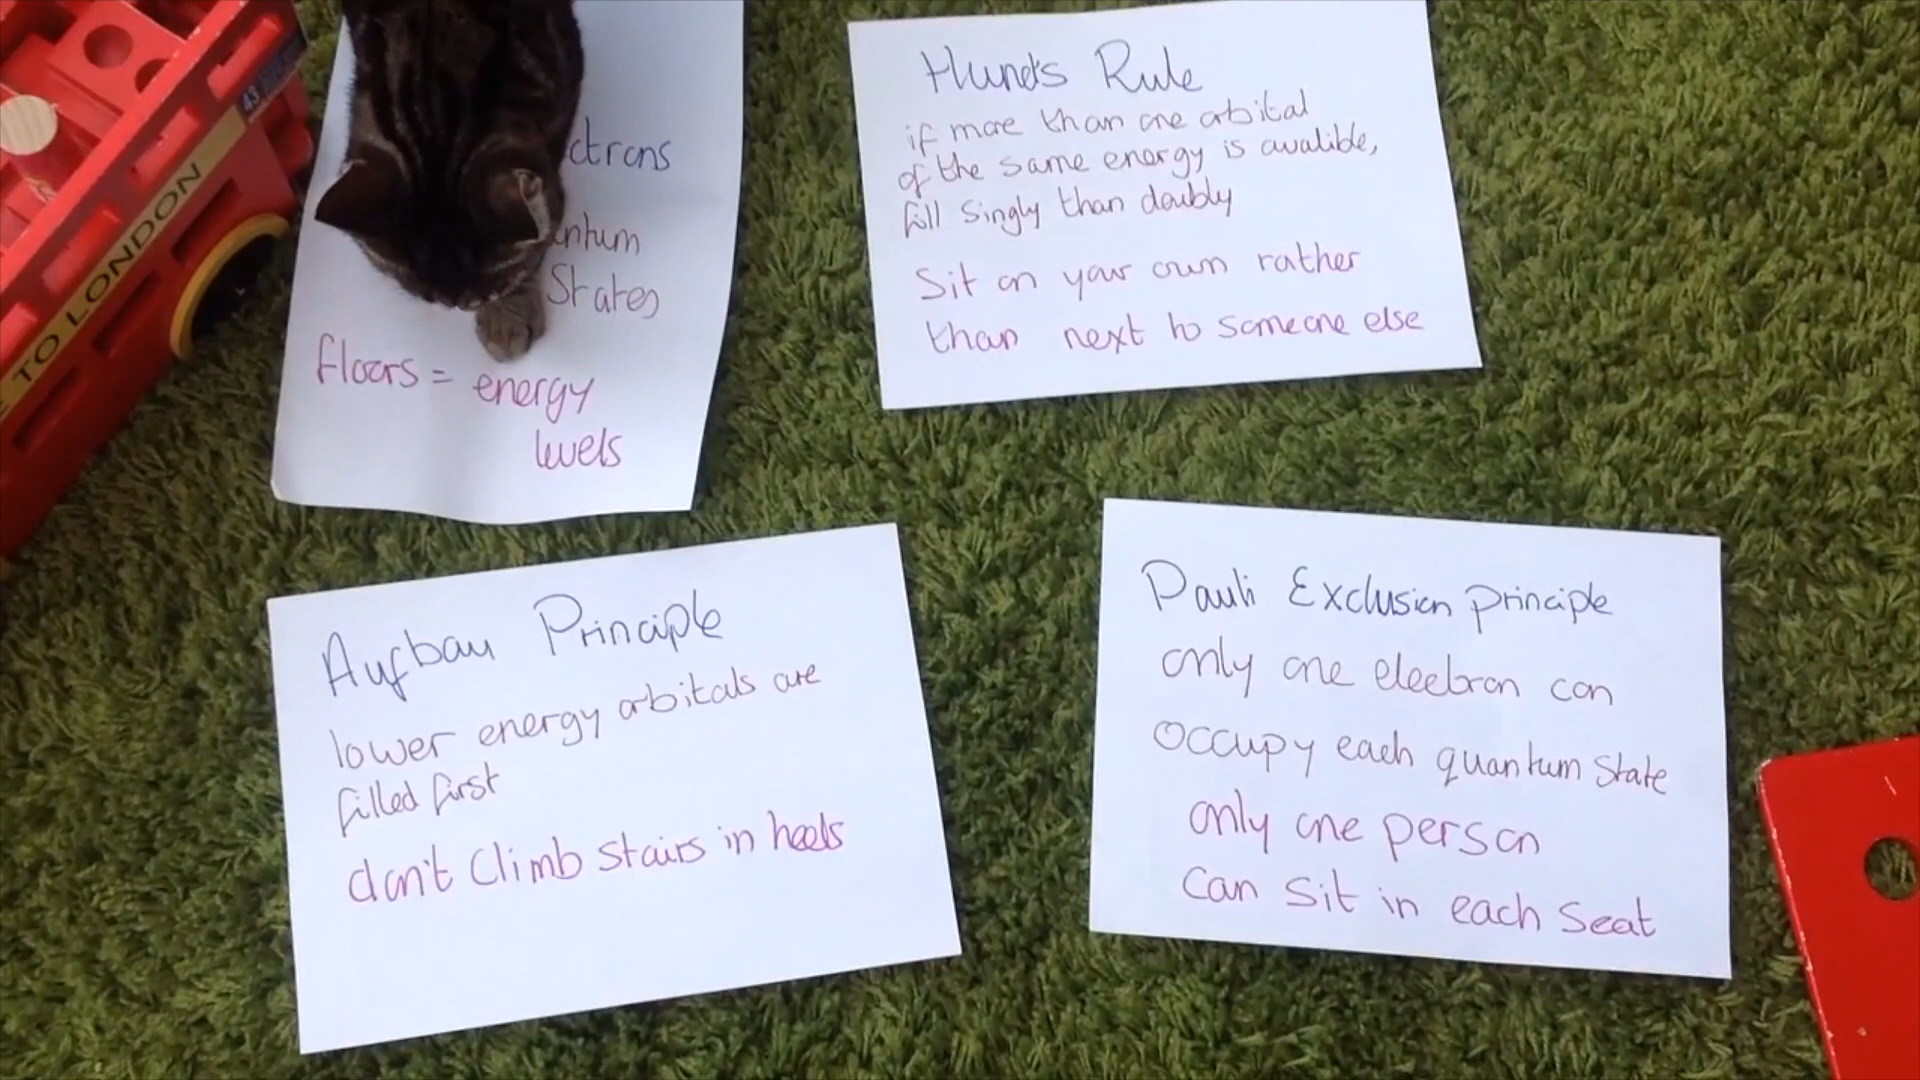 TO LONDON
43
ctrons
ntum
States
floors = energy
levels
Hund's Rule
if more than one orbital
of the same energy is avalible,
fill singly than doubly
Sit on your own rather
than next to someone else
Aufbau Principle
lower energy orbitals are
filled first
don't climb stairs in heels
Pauli Exclusion principle
only one electron can
occupy each quantum state
only one person
can sit in each seat